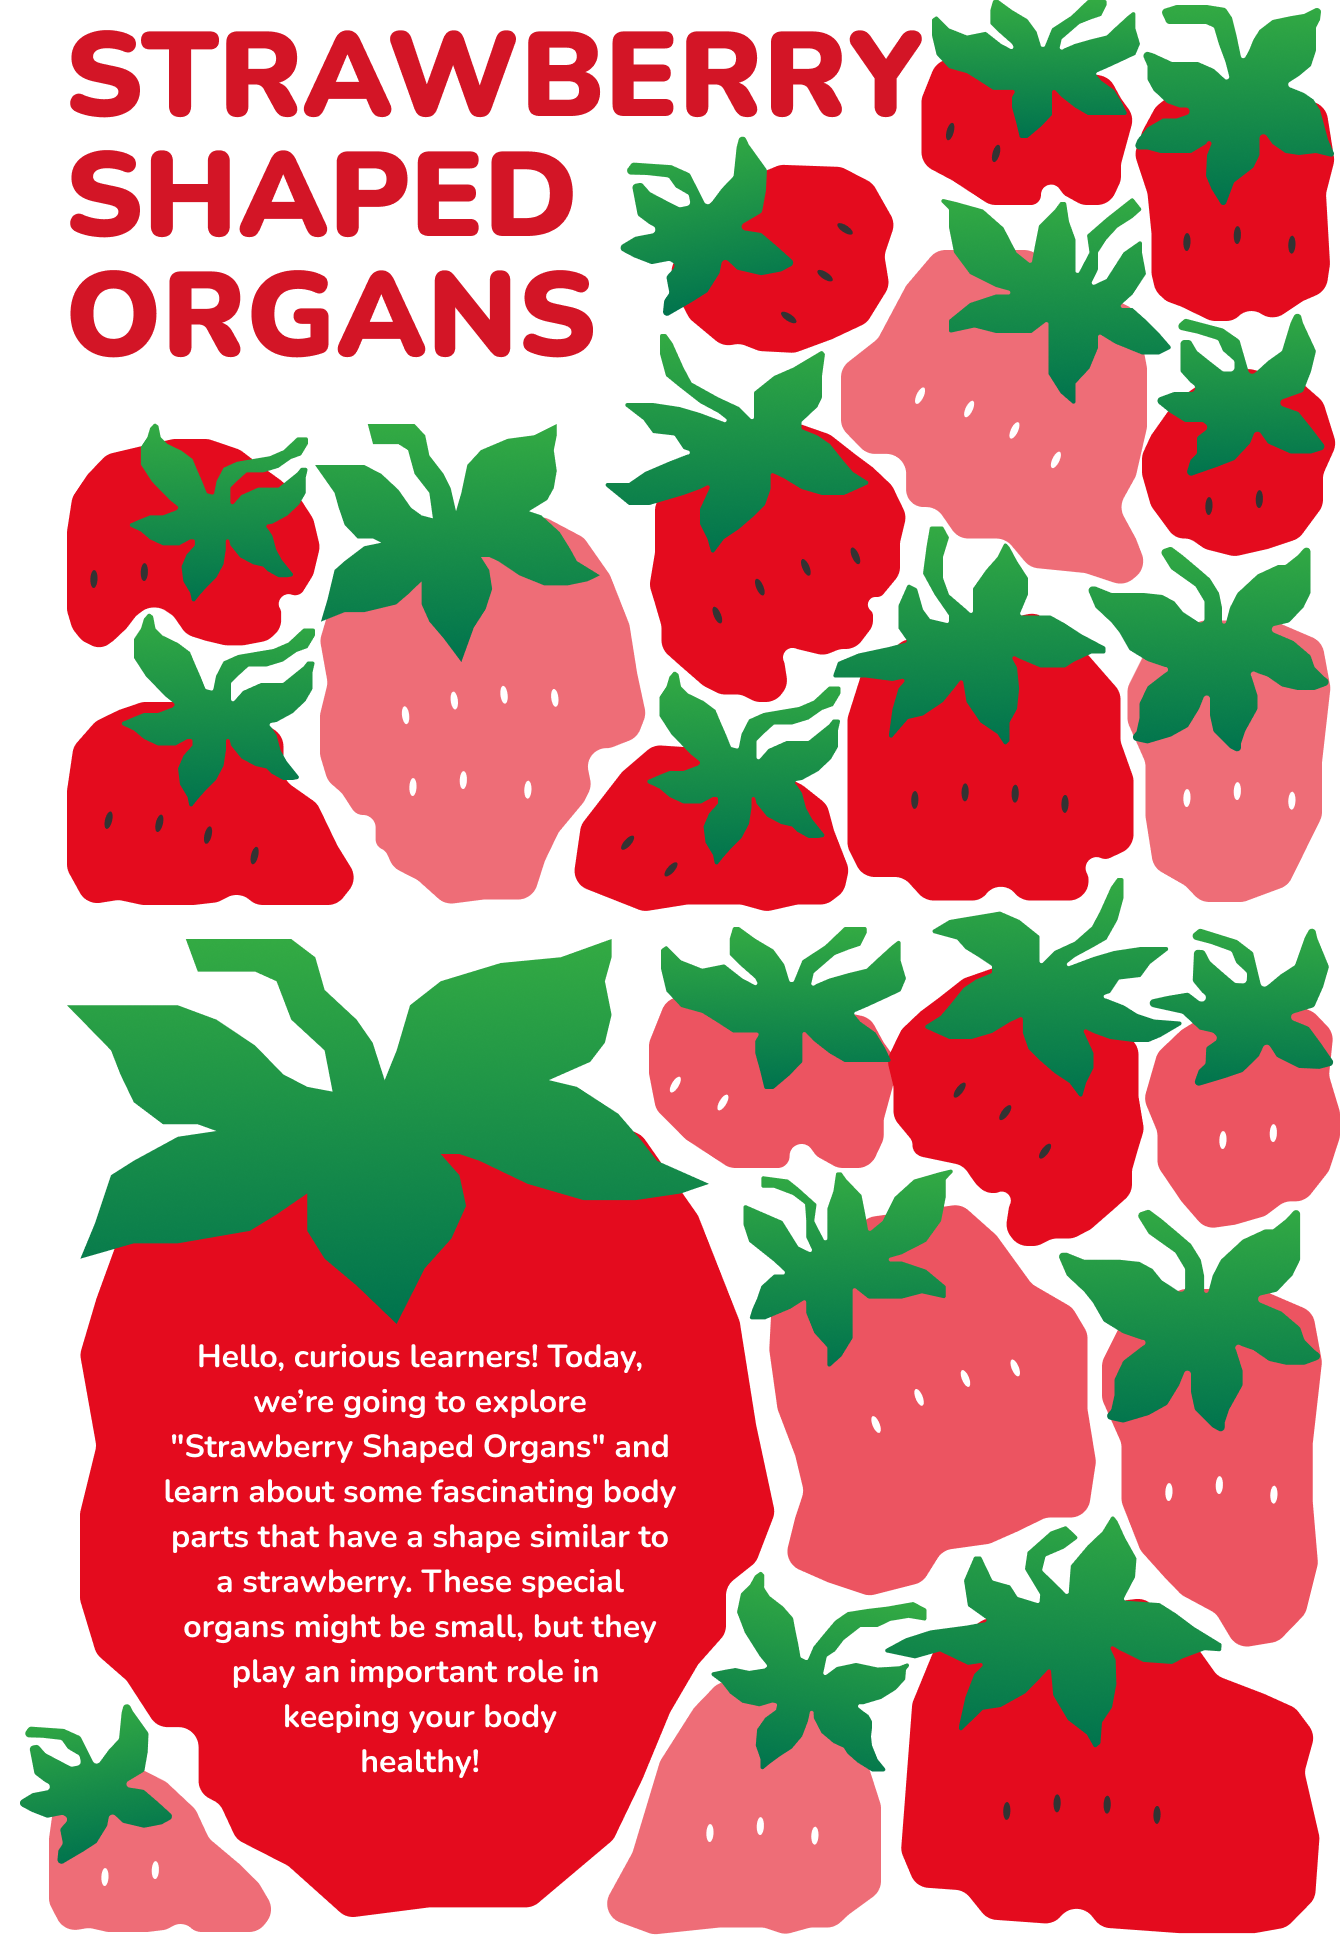 STRAWBERRY
SHAPED
ORGANS
Hello, curious learners! Today,
we’re going to explore
"Strawberry Shaped Organs" and
learn about some fascinating body
parts that have a shape similar to
a strawberry. These special
organs might be small, but they
play an important role in
keeping your body
healthy!